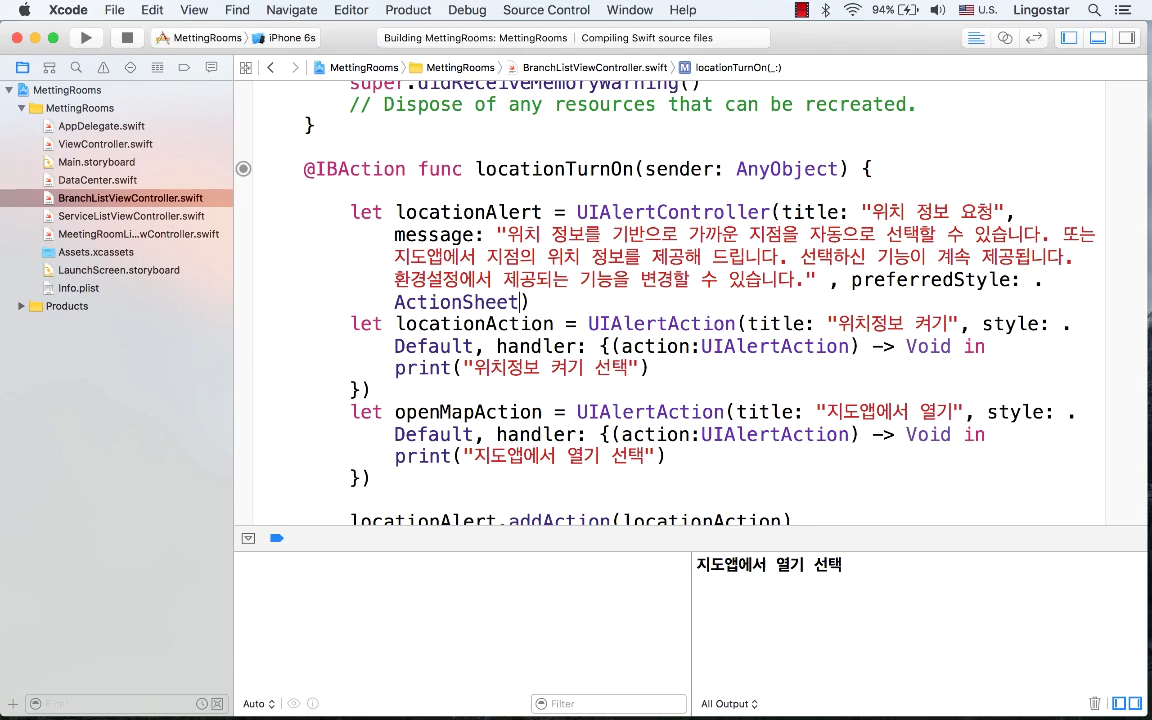 Xcode File Edit View Find Navigate Editor Product Debug Source Control Window Help 94% U.S. Lingostar
MettingRooms iPhone 6s Building MettingRooms: MettingRooms Compiling Swift source files
MettingRooms MettingRooms BranchListViewController.swift M locationTurnOn(_:)
MettingRooms
MettingRooms
AppDelegate.swift
ViewController.swift
Main.storyboard
DataCenter.swift
BranchListViewController.swift
ServiceListViewController.swift
MeetingRoomLi...wController.swift
Assets.xcassets
LaunchScreen.storyboard
Info.plist
Products
super.didReceiveMemoryWarning()
// Dispose of any resources that can be recreated.
}
@IBAction func locationTurnOn(sender: AnyObject) {
let locationAlert = UIAlertController(title: "위치 정보 요청",
message: "위치 정보를 기반으로 가까운 지점을 자동으로 선택할 수 있습니다. 또는
지도앱에서 지점의 위치 정보를 제공해 드립니다. 선택하신 기능이 계속 제공됩니다.
환경설정에서 제공되는 기능을 변경할 수 있습니다." , preferredStyle: .
ActionSheet)
let locationAction = UIAlertAction(title: "위치정보 켜기", style: .
Default, handler: {(action:UIAlertAction) -> Void in
print("위치정보 켜기 선택")
})
let openMapAction = UIAlertAction(title: "지도앱에서 열기", style: .
Default, handler: {(action:UIAlertAction) -> Void in
print("지도앱에서 열기 선택")
})
locationAlert.addAction(locationAction)
지도앱에서 열기 선택
Filter
Auto
Filter
All Output